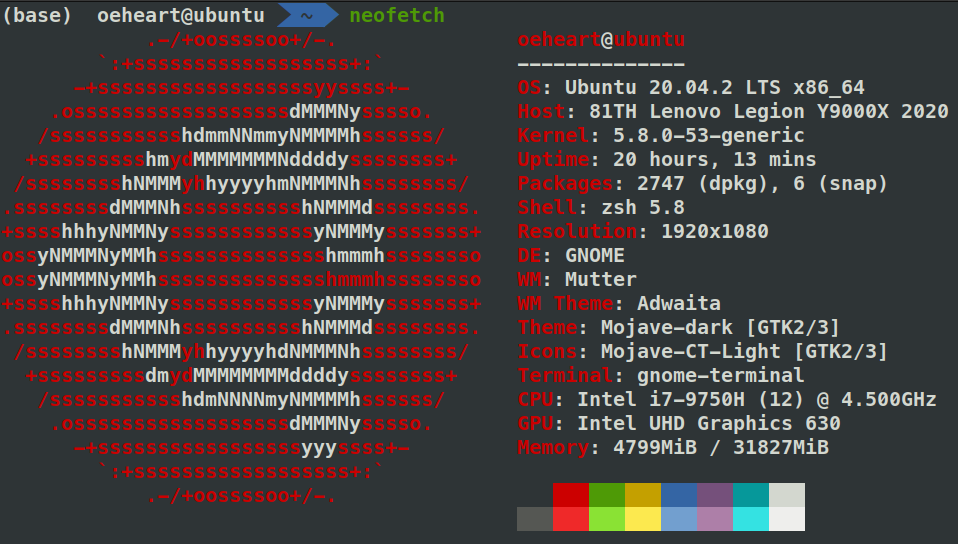 (base)  oeheart@ubuntu  ~  neofetch
            .-/+oossssoo+/-.               oeheart@ubuntu
        `:+ssssssssssssssssss+:`           --------------
      -+ssssssssssssssssssyyssss+-         OS: Ubuntu 20.04.2 LTS x86_64
    .ossssssssssssssssssdMMMNysssso.       Host: 81TH Lenovo Legion Y9000X 2020
   /ssssssssssshdmmNNmmyNMMMMhssssss/      Kernel: 5.8.0-53-generic
  +ssssssssshmydMMMMMMMNddddyssssssss+     Uptime: 20 hours, 13 mins
 /sssssssshNMMMyhhyyyyhmNMMMNhssssssss/    Packages: 2747 (dpkg), 6 (snap)
.ssssssssdMMMNhsssssssssshNMMMdssssssss.   Shell: zsh 5.8
+sssshhhyNMMNyssssssssssssyNMMMysssssss+   Resolution: 1920x1080
ossyNMMMNyMMhsssssssssssssshmmmhssssssso   DE: GNOME
ossyNMMMNyMMhsssssssssssssshmmmhssssssso   WM: Mutter
+sssshhhyNMMNyssssssssssssyNMMMysssssss+   WM Theme: Adwaita
.ssssssssdMMMNhsssssssssshNMMMdssssssss.   Theme: Mojave-dark [GTK2/3]
 /sssssssshNMMMyhhyyyyhdNMMMNhssssssss/    Icons: Mojave-CT-Light [GTK2/3]
  +sssssssssdmydMMMMMMMMddddyssssssss+     Terminal: gnome-terminal
   /ssssssssssshdmNNNNmyNMMMMhssssss/      CPU: Intel i7-9750H (12) @ 4.500GHz
    .ossssssssssssssssssdMMMNysssso.       GPU: Intel UHD Graphics 630
      -+sssssssssssssssssyyyssss+-         Memory: 4799MiB / 31827MiB
        `:+ssssssssssssssssss+:`
            .-/+oossssoo+/-.